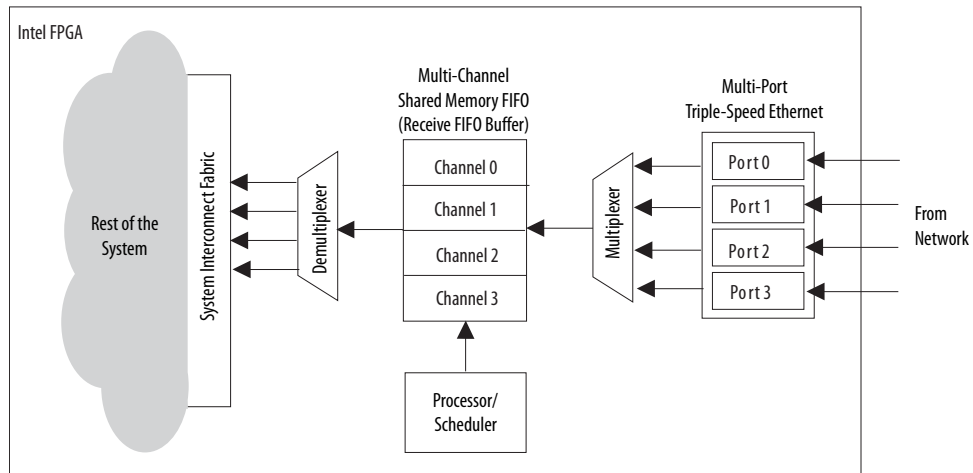 Intel FPGA
Multi-Channel
Shared Memory FIFO
(Receive FIFO Buffer)
Multi-Port
Triple-Speed Ethernet
Rest of the
System
System Interconnect Fabric
Demultiplexer
Channel 0
Channel 1
Channel 2
Channel 3
Multiplexer
Port 0
Port 1
Port 2
Port 3
From
Network
Processor/
Scheduler